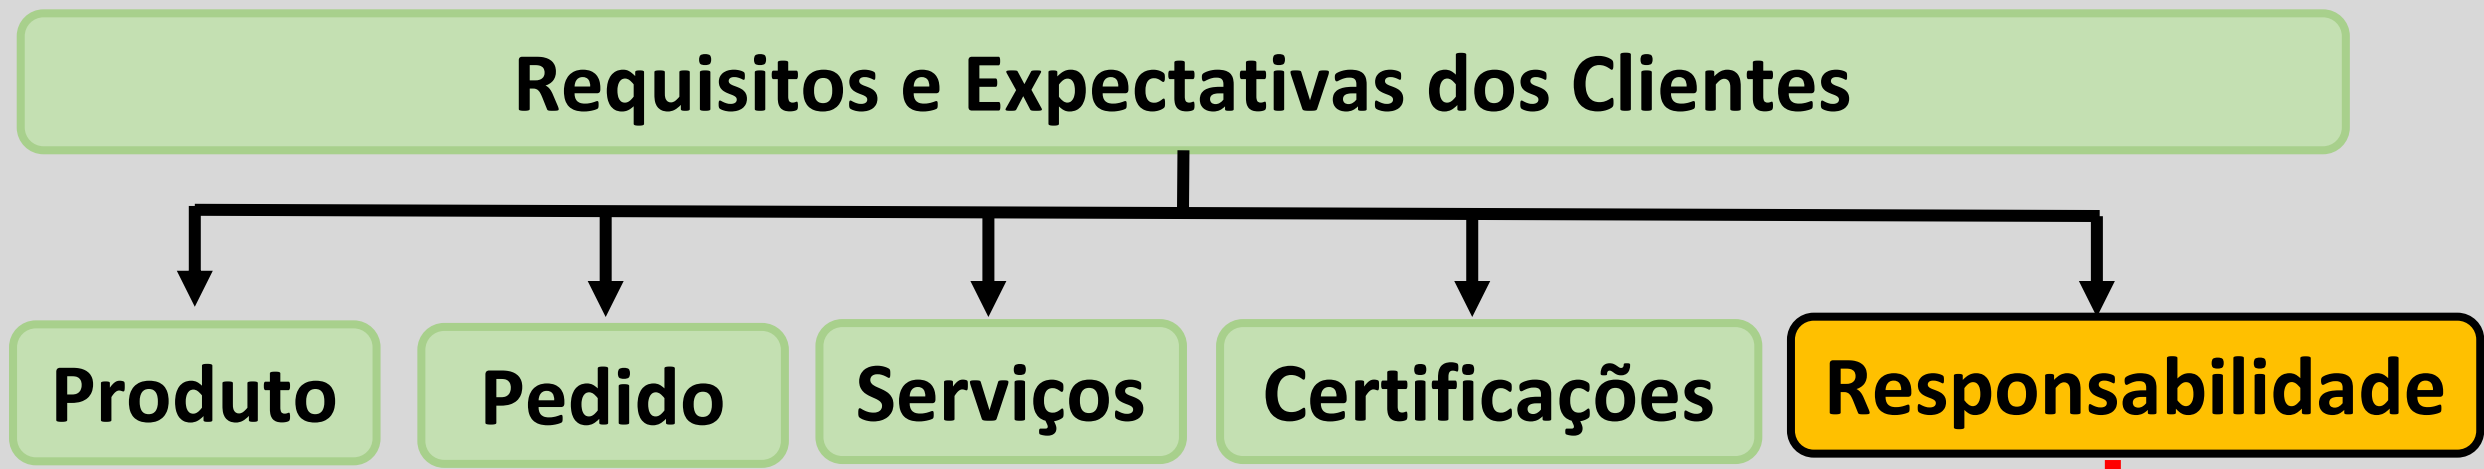 Requisitos e Expectativas dos Clientes
Produto
Pedido
Serviços
Certificações
Responsabilidade